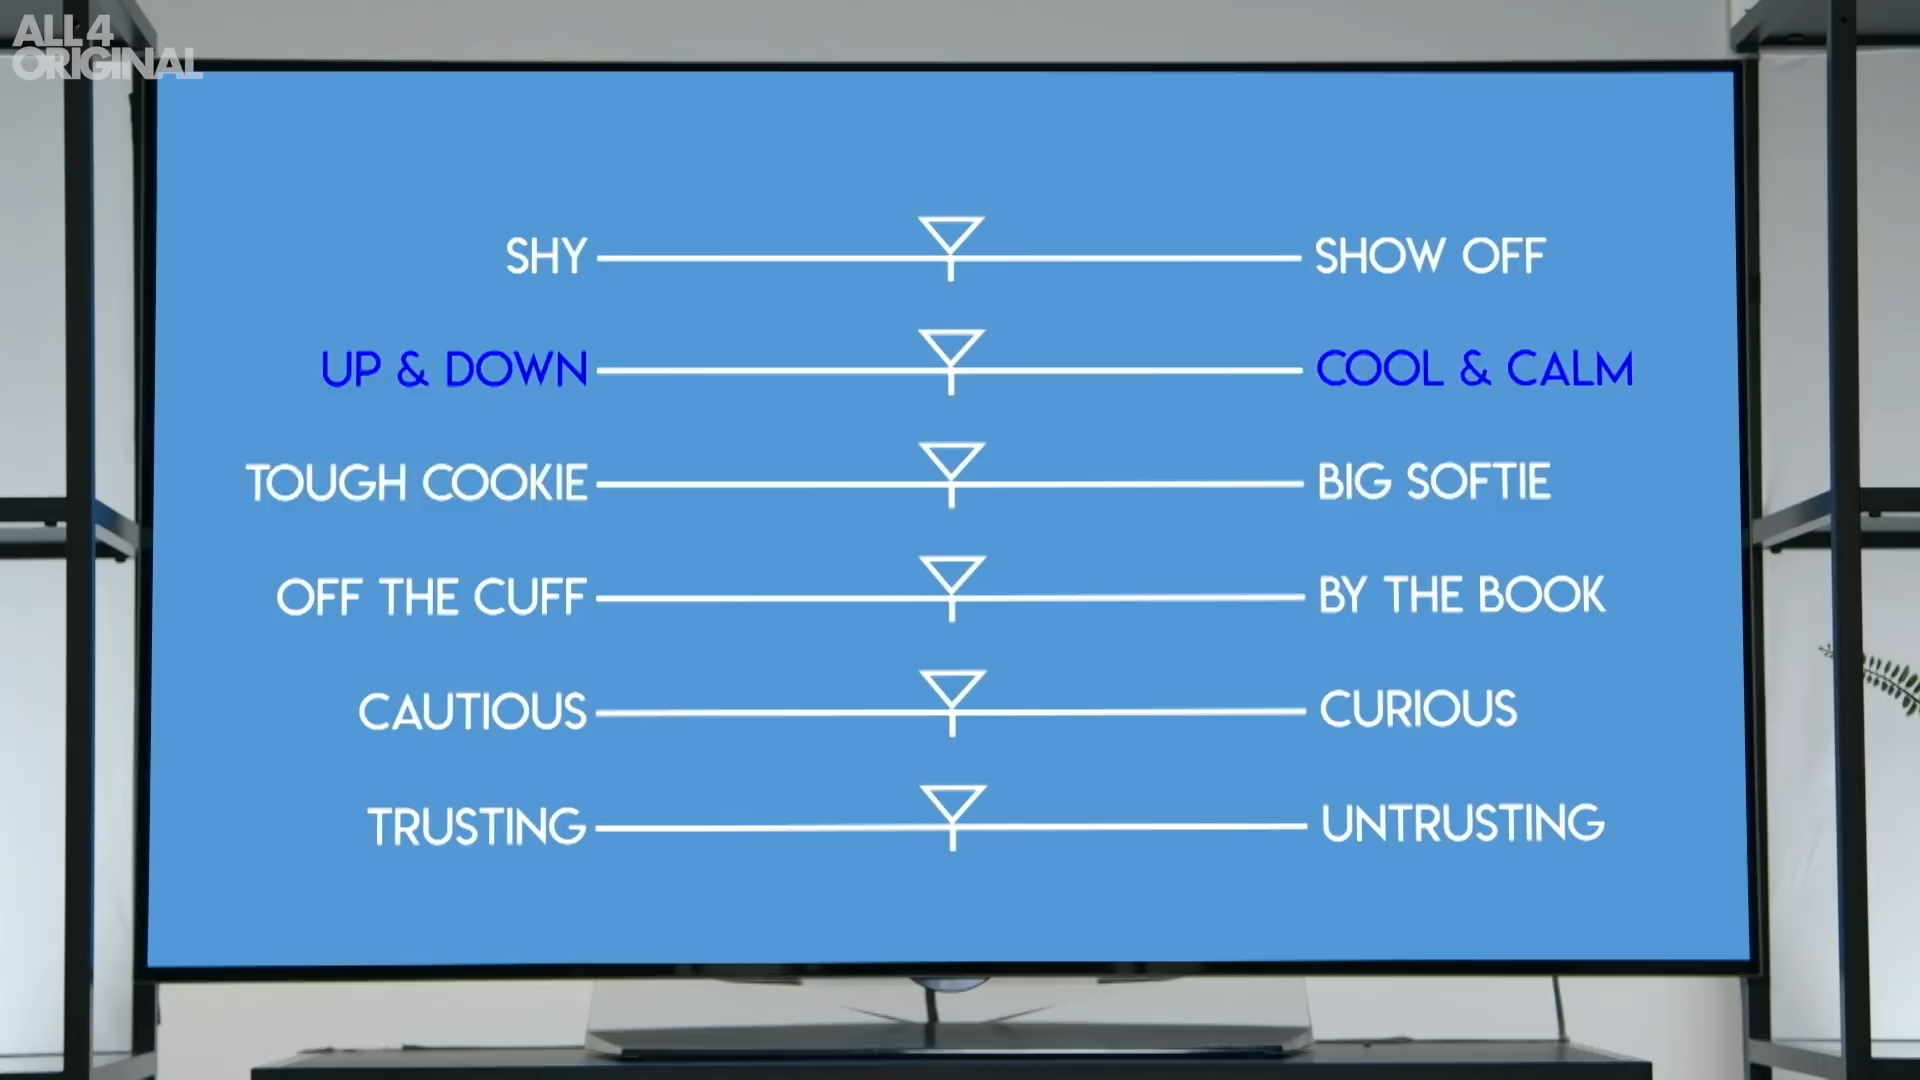 ALL 4
ORIGINAL
SHY SHOW OFF
UP & DOWN COOL & CALM
TOUGH COOKIE BIG SOFTIE
OFF THE CUFF BY THE BOOK
CAUTIOUS CURIOUS
TRUSTING UNTRUSTING